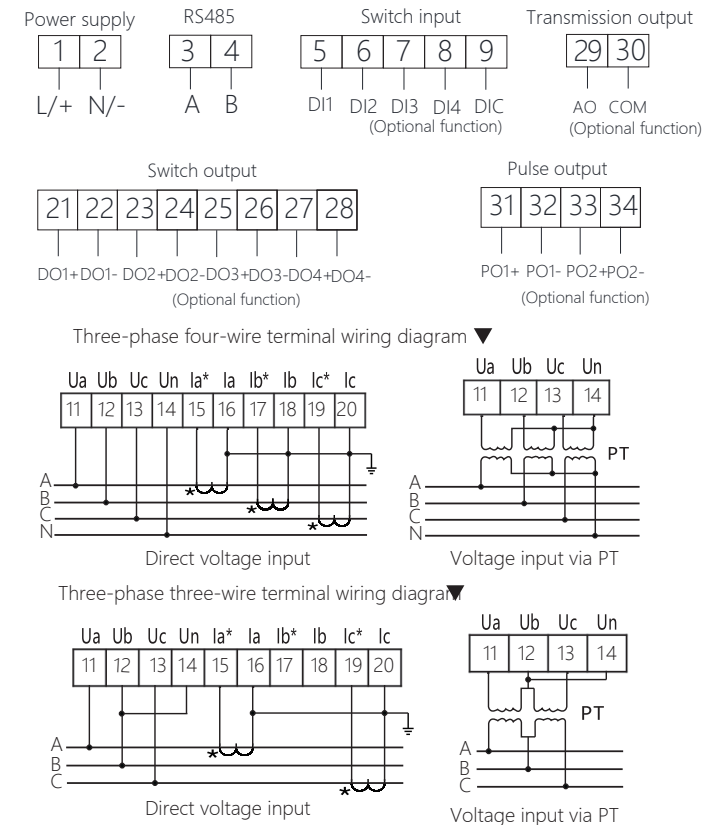 Power supply RS485 Switch input Transmission output
1 2 3 4 5 6 7 8 9 29 30
L/+ N/- A B DI1 DI2 DI3 DI4 DIC AO COM
(Optional function) (Optional function)
Switch output Pulse output
21 22 23 24 25 26 27 28 31 32 33 34
DO1+ DO1- DO2+ DO2- DO3+ DO3- DO4+ DO4- PO1+ PO1- PO2+ PO2-
(Optional function) (Optional function)
Three-phase four-wire terminal wiring diagram ▼
Ua Ub Uc Un Ia* Ia Ib* Ib Ic* Ic
11 12 13 14 15 16 17 18 19 20
A
*
B
*
C
*
N
Direct voltage input
Ua Ub Uc Un
11 12 13 14
PT
A
B
C
N
Voltage input via PT
Three-phase three-wire terminal wiring diagram▼
Ua Ub Uc Un Ia* Ia Ib* Ib Ic* Ic
11 12 13 14 15 16 17 18 19 20
A
*
B
C
*
Direct voltage input
Ua Ub Uc Un
11 12 13 14
PT
A
B
C
Voltage input via PT